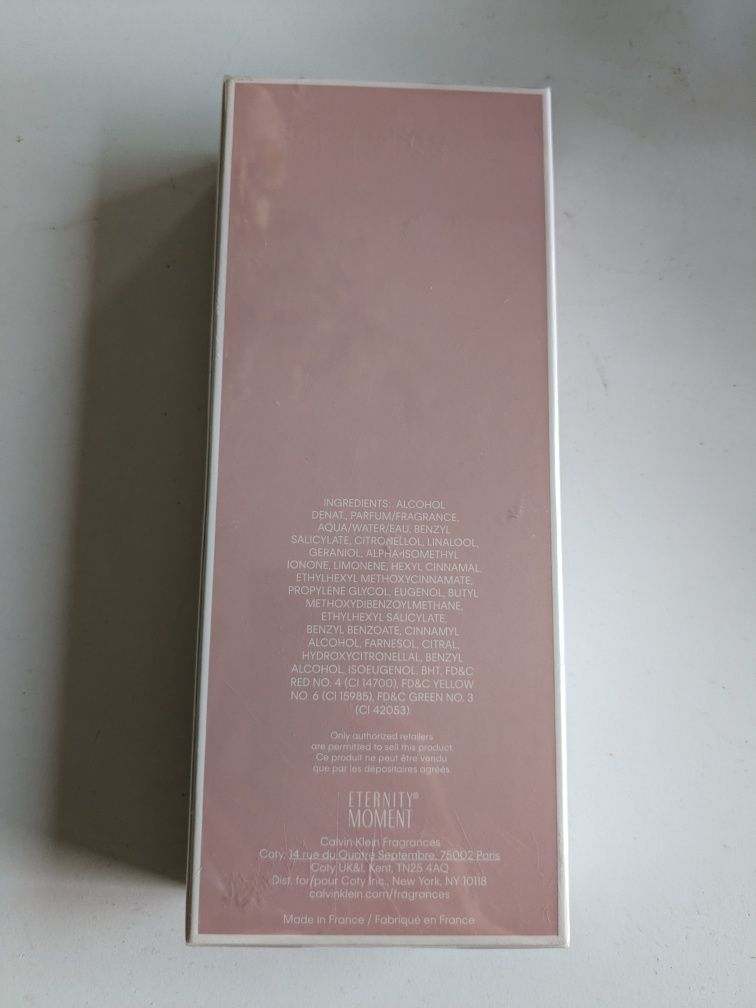 INGREDIENTS: ALCOHOL
DENAT., PARFUM/FRAGRANCE,
AQUA/WATER/EAU, BENZYL
SALICYLATE, CITRONELLOL, LINALOOL,
GERANIOL, ALPHA-ISOMETHYL
IONONE, LIMONENE, HEXYL CINNAMAL,
ETHYLHEXYL METHOXYCINNAMATE,
PROPYLENE GLYCOL, EUGENOL, BUTYL
METHOXYDIBENZOYLMETHANE,
ETHYLHEXYL SALICYLATE,
BENZYL BENZOATE, CINNAMYL
ALCOHOL, FARNESOL, CITRAL,
HYDROXYCITRONELLAL, BENZYL
ALCOHOL, ISOEUGENOL, BHT, FD&C
RED NO. 4 (CI 14700), FD&C YELLOW
NO. 6 (CI 15985), FD&C GREEN NO. 3
(CI 42053).
Only authorized retailers
are permitted to sell this product.
Ce produit ne peut être vendu
que par les dépositaires agréés.
ETERNITY®
MOMENT
Calvin Klein Fragrances
Coty, 14 rue du Quatre Septembre, 75002 Paris
Coty UK&I, Kent, TN25 4AQ
Dist. for/pour Coty Inc., New York, NY 10118
calvinklein.com/fragrances
Made in France / Fabriqué en France